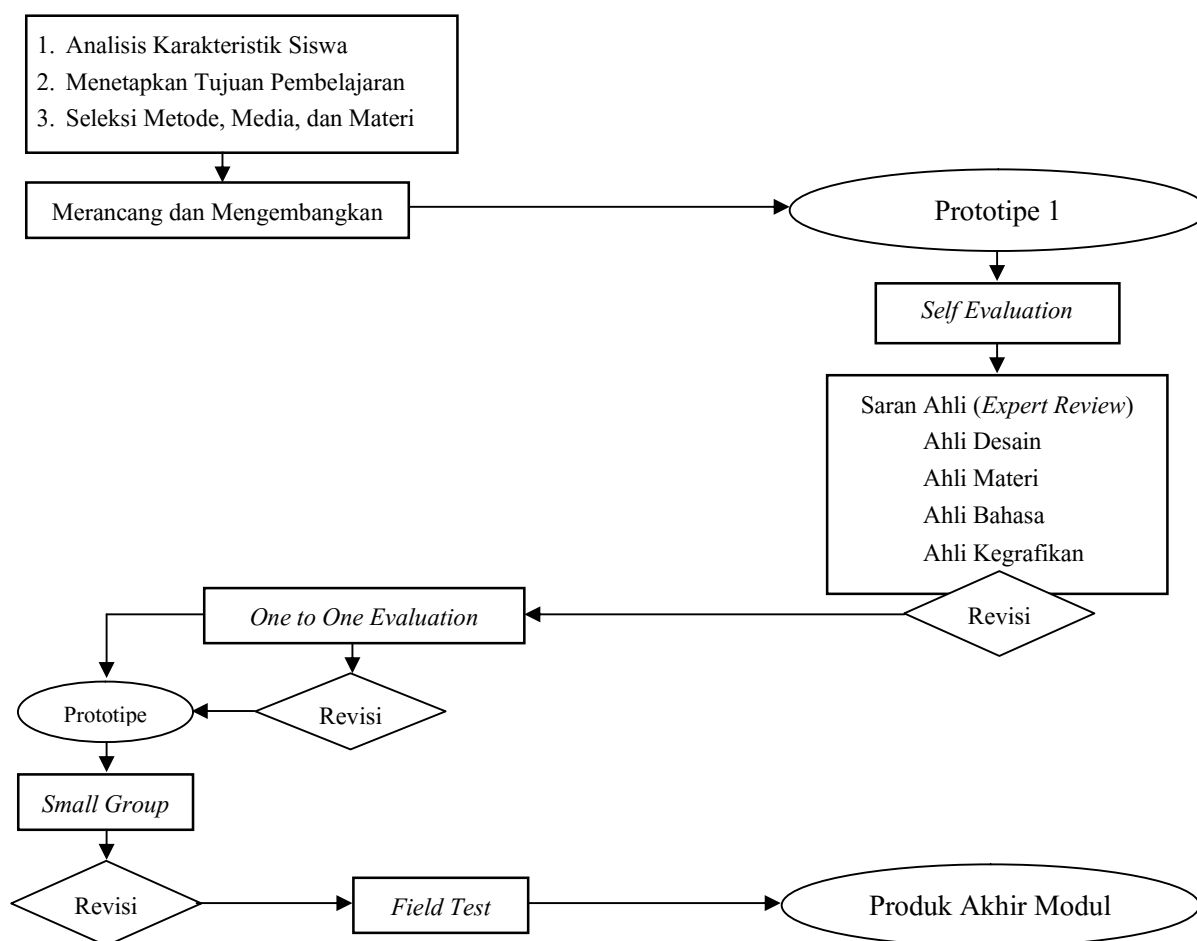 1. Analisis Karakteristik Siswa
2. Menetapkan Tujuan Pembelajaran
3. Seleksi Metode, Media, dan Materi
Merancang dan Mengembangkan
Prototipe 1
Self Evaluation
Saran Ahli (Expert Review)
Ahli Desain
Ahli Materi
Ahli Bahasa
Ahli Kegrafikan
Revisi
One to One Evaluation
Revisi
Prototipe
Small Group
Revisi
Field Test
Produk Akhir Modul